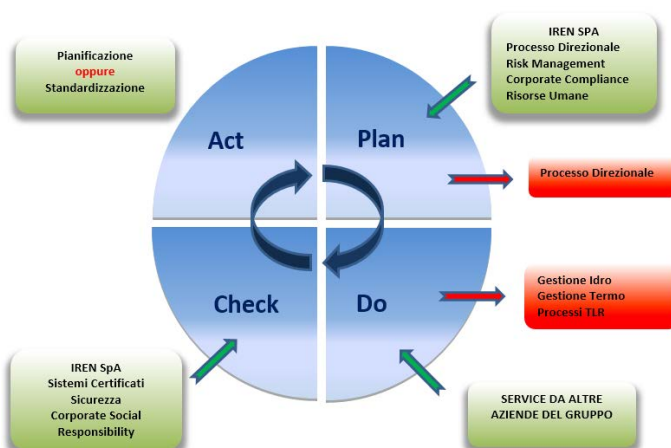 Pianificazione
oppure
Standardizzazione
IREN SPA
Processo Direzionale
Risk Management
Corporate Compliance
Risorse Umane
Act
Plan
Processo Direzionale
Check
Do
Gestione Idro
Gestione Termo
Processi TLR
IREN SpA
Sistemi Certificati
Sicurezza
Corporate Social
Responsibility
SERVICE DA ALTRE
AZIENDE DEL GRUPPO